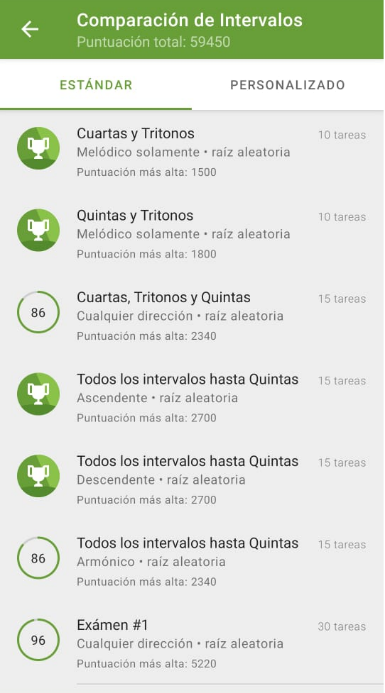 Comparación de Intervalos
Puntuación total: 59450
ESTÁNDAR
PERSONALIZADO
Cuartas y Tritonos
10 tareas
Melódico solamente • raíz aleatoria
Puntuación más alta: 1500
Quintas y Tritonos
10 tareas
Melódico solamente • raíz aleatoria
Puntuación más alta: 1800
86
Cuartas, Tritonos y Quintas
15 tareas
Cualquier dirección • raíz aleatoria
Puntuación más alta: 2340
Todos los intervalos hasta Quintas
15 tareas
Ascendente • raíz aleatoria
Puntuación más alta: 2700
Todos los intervalos hasta Quintas
15 tareas
Descendente • raíz aleatoria
Puntuación más alta: 2700
86
Todos los intervalos hasta Quintas
15 tareas
Armónico • raíz aleatoria
Puntuación más alta: 2340
96
Exámen #1
30 tareas
Cualquier dirección • raíz aleatoria
Puntuación más alta: 5220